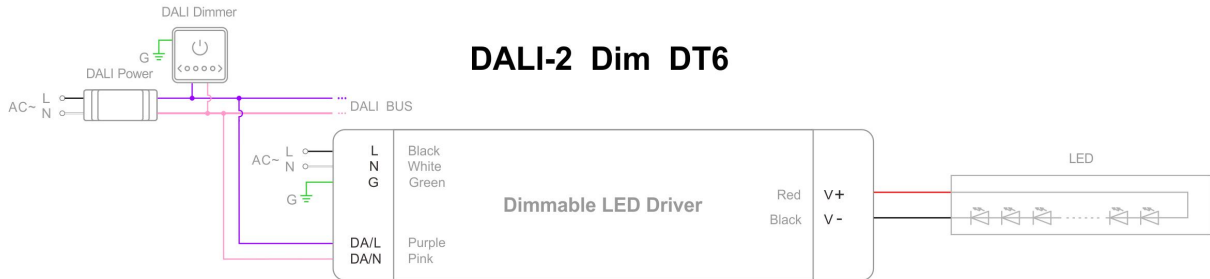 DALI Dimmer
DALI-2 Dim DT6
G
DALI Power
AC~ L
N
DALI BUS
AC~ L
N
G
L Black
N White
G Green
DA/L Purple
DA/N Pink
Dimmable LED Driver
Red V+
Black V-
LED